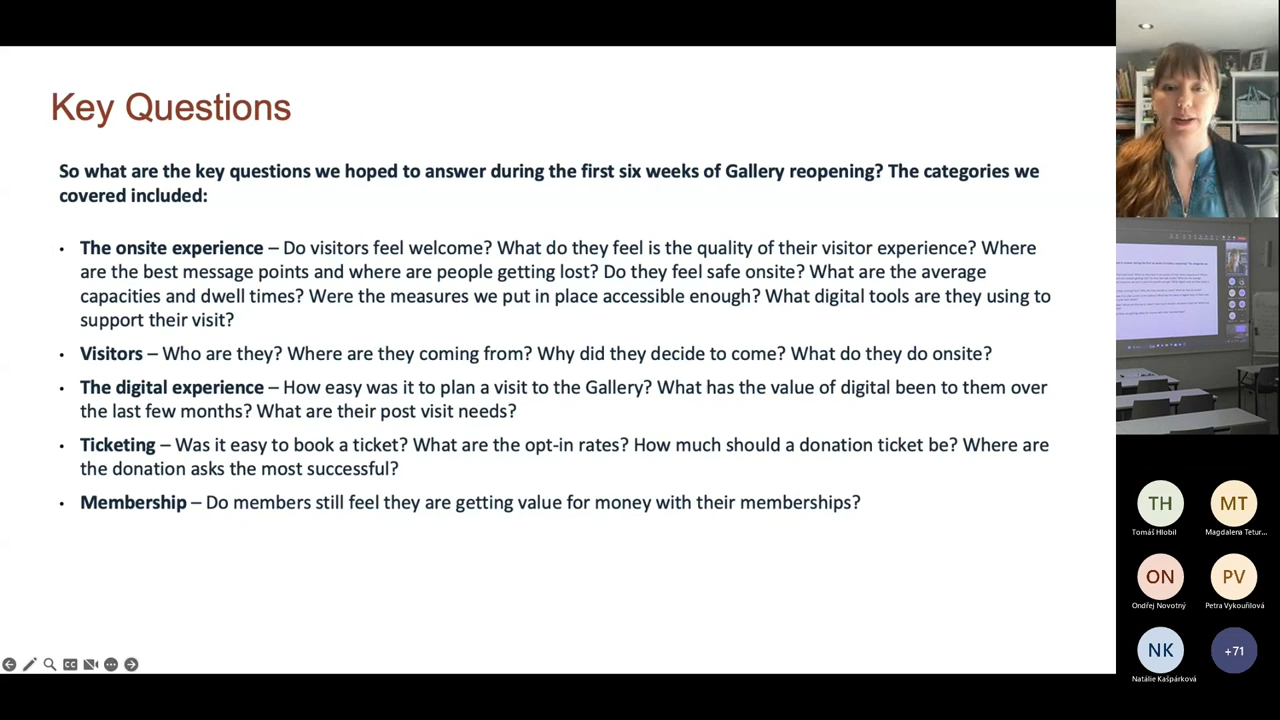 Key Questions
So what are the key questions we hoped to answer during the first six weeks of Gallery reopening? The categories we
covered included:
• The onsite experience – Do visitors feel welcome? What do they feel is the quality of their visitor experience? Where
are the best message points and where are people getting lost? Do they feel safe onsite? What are the average
capacities and dwell times? Were the measures we put in place accessible enough? What digital tools are they using to
support their visit?
• Visitors – Who are they? Where are they coming from? Why did they decide to come? What do they do onsite?
• The digital experience – How easy was it to plan a visit to the Gallery? What has the value of digital been to them over
the last few months? What are their post visit needs?
• Ticketing – Was it easy to book a ticket? What are the opt-in rates? How much should a donation ticket be? Where are
the donation asks the most successful?
• Membership – Do members still feel they are getting value for money with their memberships?
CC
TH
MT
Tomáš Hlobil
Magdalena Tetur...
ON
PV
Ondřej Novotný
Petra Vykouřilová
NK
+71
Natálie Kašpárková